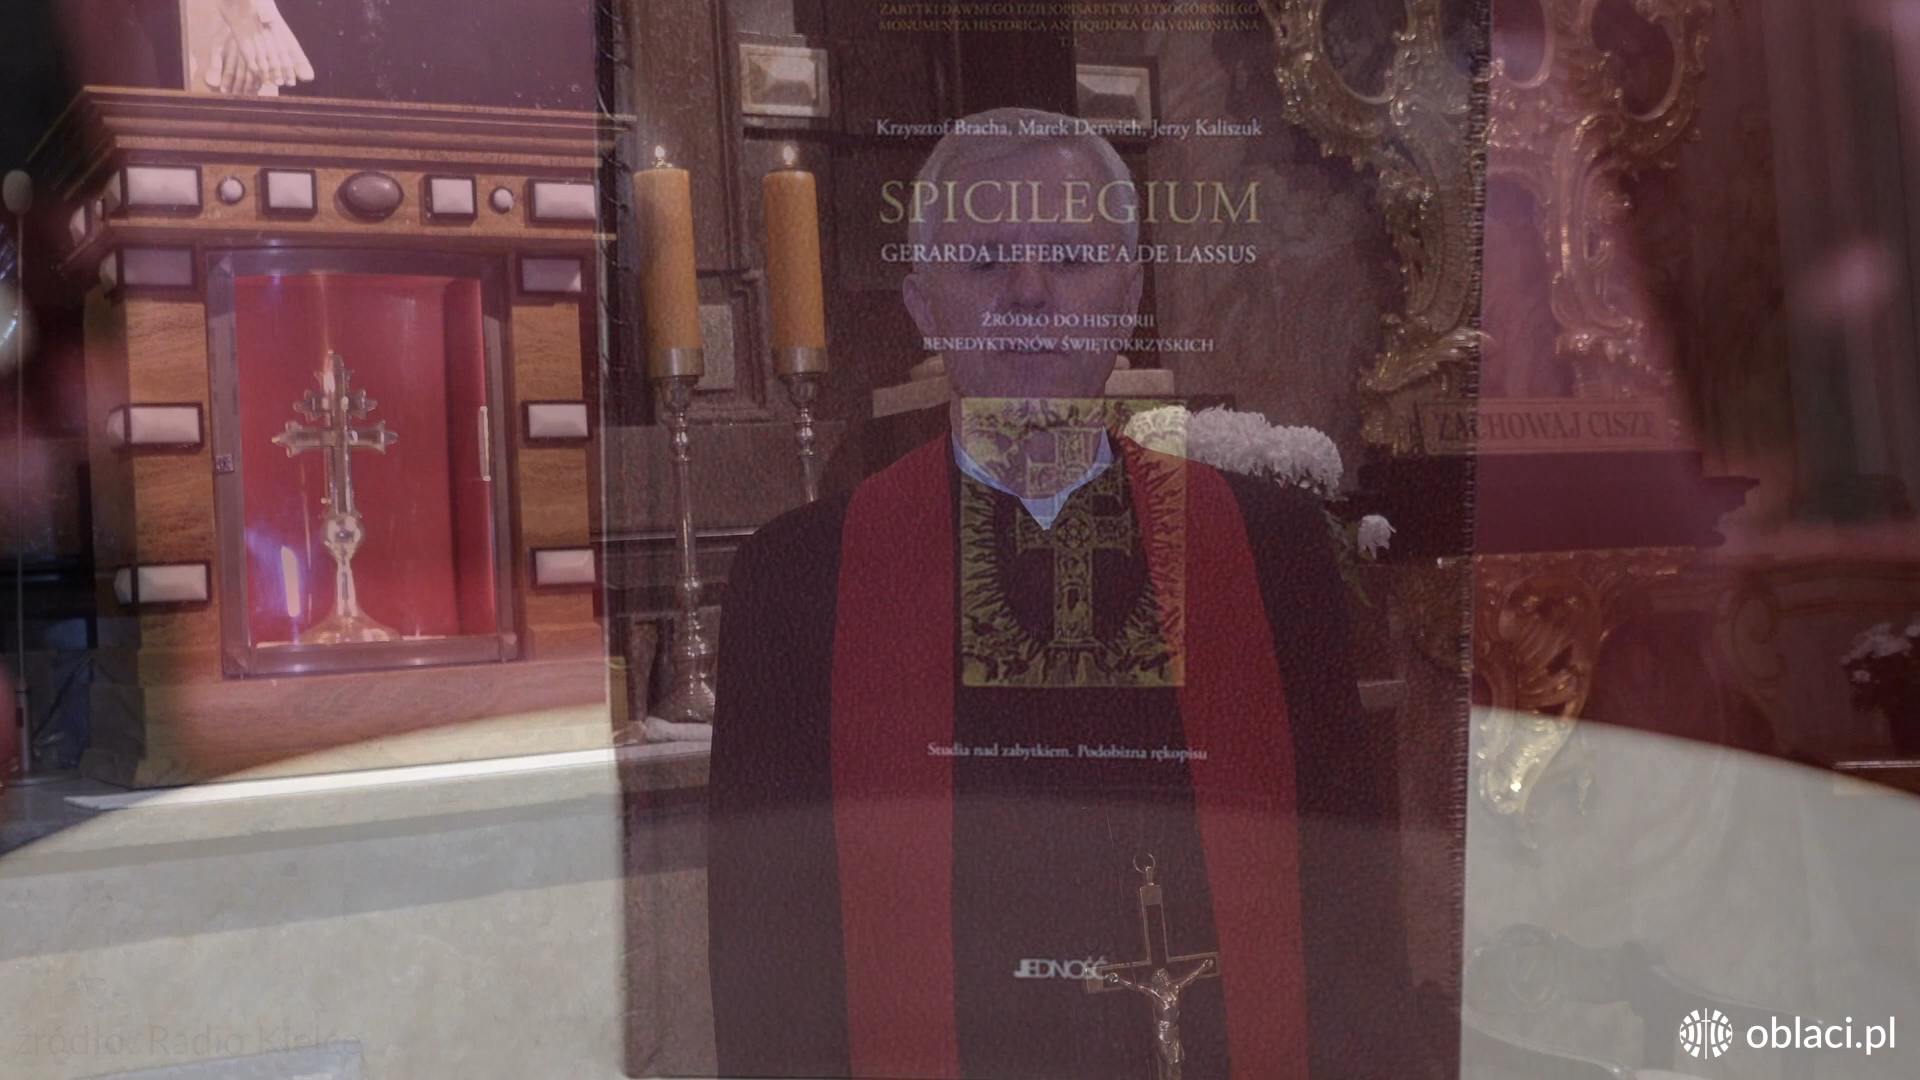 ZABYTKI DAWNEGO DZIEJOPISARSTWA ŁYSOGÓRSKIEGO
MONUMENTA HISTORICA ANTIQUIORA CALVOMONTANA
T. I
Krzysztof Bracha, Marek Derwich, Jerzy Kaliszuk
SPICILEGIUM
GERARDA LEFEBVRE'A DE LASSUS
ŹRÓDŁO DO HISTORII
BENEDYKTYNÓW ŚWIĘTOKRZYSKICH
ZACHOWAJ CISZĘ
Studia nad zabytkiem. Podobizna rękopisu
JEDNOŚĆ
źródło: Radio Kielce
oblaci.pl